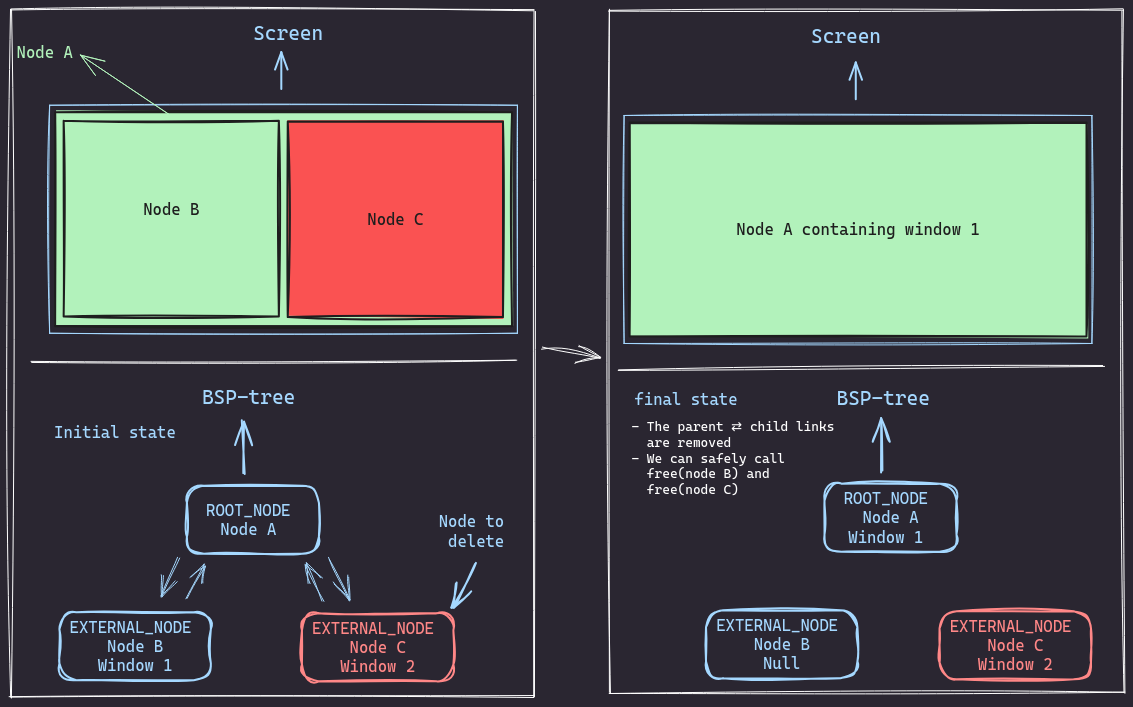 Screen
Node A
Node B
Node C
BSP-tree
Initial state
ROOT_NODE
Node A
Node to
delete
EXTERNAL_NODE
Node B
Window 1
EXTERNAL_NODE
Node C
Window 2
Screen
Node A containing window 1
final state
BSP-tree
- The parent ⇄ child links
are removed
- We can safely call
free(node B) and
free(node C)
ROOT_NODE
Node A
Window 1
EXTERNAL_NODE
Node B
Null
EXTERNAL_NODE
Node C
Window 2